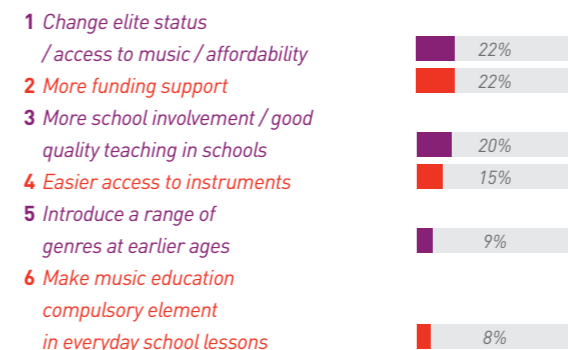 1 Change elite status
/ access to music / affordability 22%
2 More funding support 22%
3 More school involvement / good
quality teaching in schools 20%
4 Easier access to instruments 15%
5 Introduce a range of
genres at earlier ages 9%
6 Make music education
compulsory element
in everyday school lessons 8%